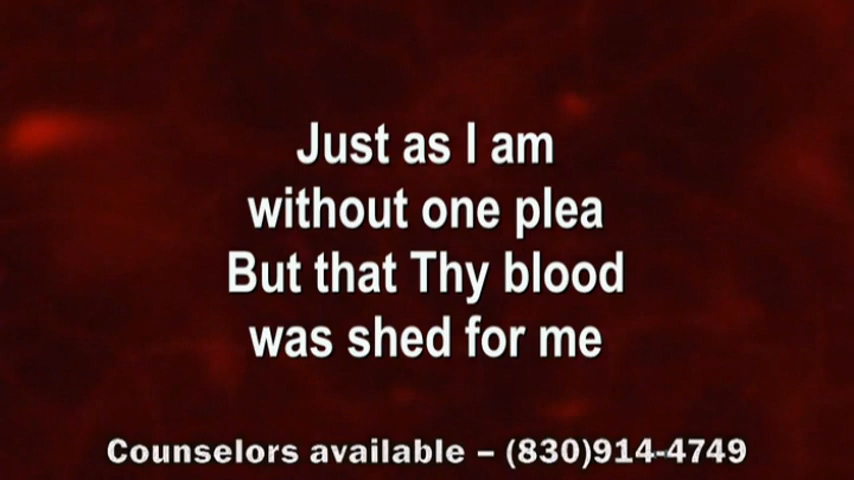 Just as I am
without one plea
But that Thy blood
was shed for me
Counselors available – (830)914-4749